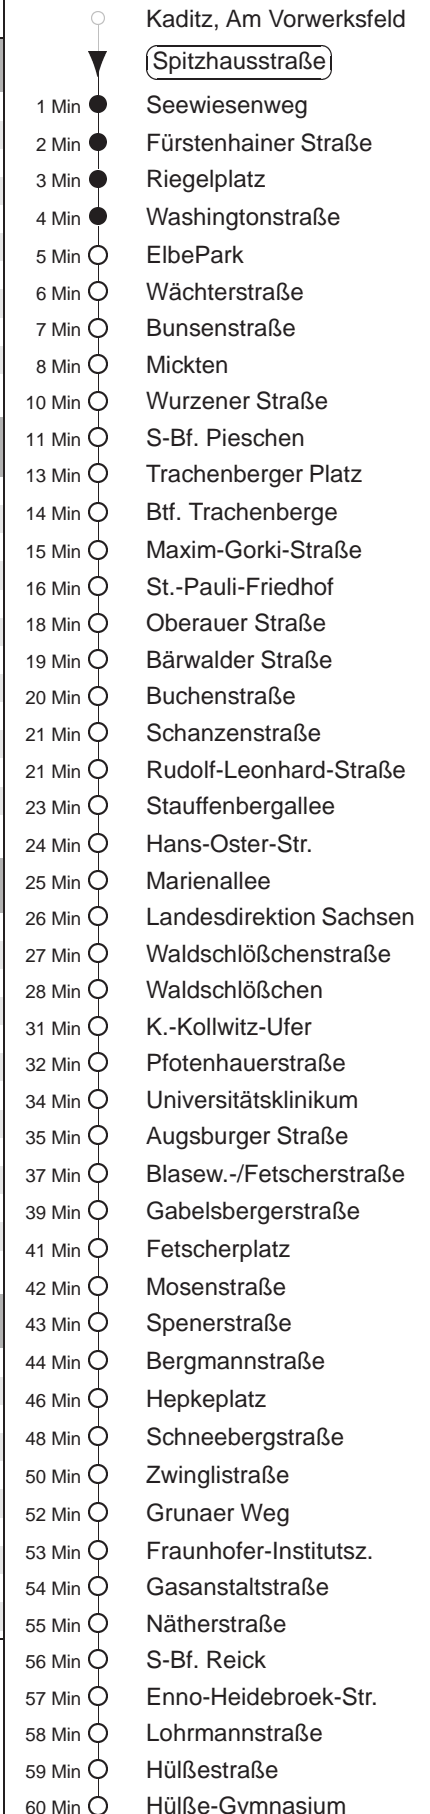 Kaditz, Am Vorwerksfeld
Spitzhausstraße
1 Min Seewiesenweg
2 Min Fürstenhainer Straße
3 Min Riegelplatz
4 Min Washingtonstraße
5 Min ElbePark
6 Min Wächterstraße
7 Min Bunsenstraße
8 Min Mickten
10 Min Wurzener Straße
11 Min S-Bf. Pieschen
13 Min Trachenberger Platz
14 Min Btf. Trachenberge
15 Min Maxim-Gorki-Straße
16 Min St.-Pauli-Friedhof
18 Min Oberauer Straße
19 Min Bärwalder Straße
20 Min Buchenstraße
21 Min Schanzenstraße
21 Min Rudolf-Leonhard-Straße
23 Min Stauffenbergallee
24 Min Hans-Oster-Str.
25 Min Marienallee
26 Min Landesdirektion Sachsen
27 Min Waldschlößchenstraße
28 Min Waldschlößchen
31 Min K.-Kollwitz-Ufer
32 Min Pfotenhauerstraße
34 Min Universitätsklinikum
35 Min Augsburger Straße
37 Min Blasew.-/Fetscherstraße
39 Min Gabelsbergerstraße
41 Min Fetscherplatz
42 Min Mosenstraße
43 Min Spenerstraße
44 Min Bergmannstraße
46 Min Hepkeplatz
48 Min Schneebergstraße
50 Min Zwinglistraße
52 Min Grunaer Weg
53 Min Fraunhofer-Institutsz.
54 Min Gasanstaltstraße
55 Min Nätherstraße
56 Min S-Bf. Reick
57 Min Enno-Heidebroek-Str.
58 Min Lohrmannstraße
59 Min Hülßestraße
60 Min Hülße-Gymnasium